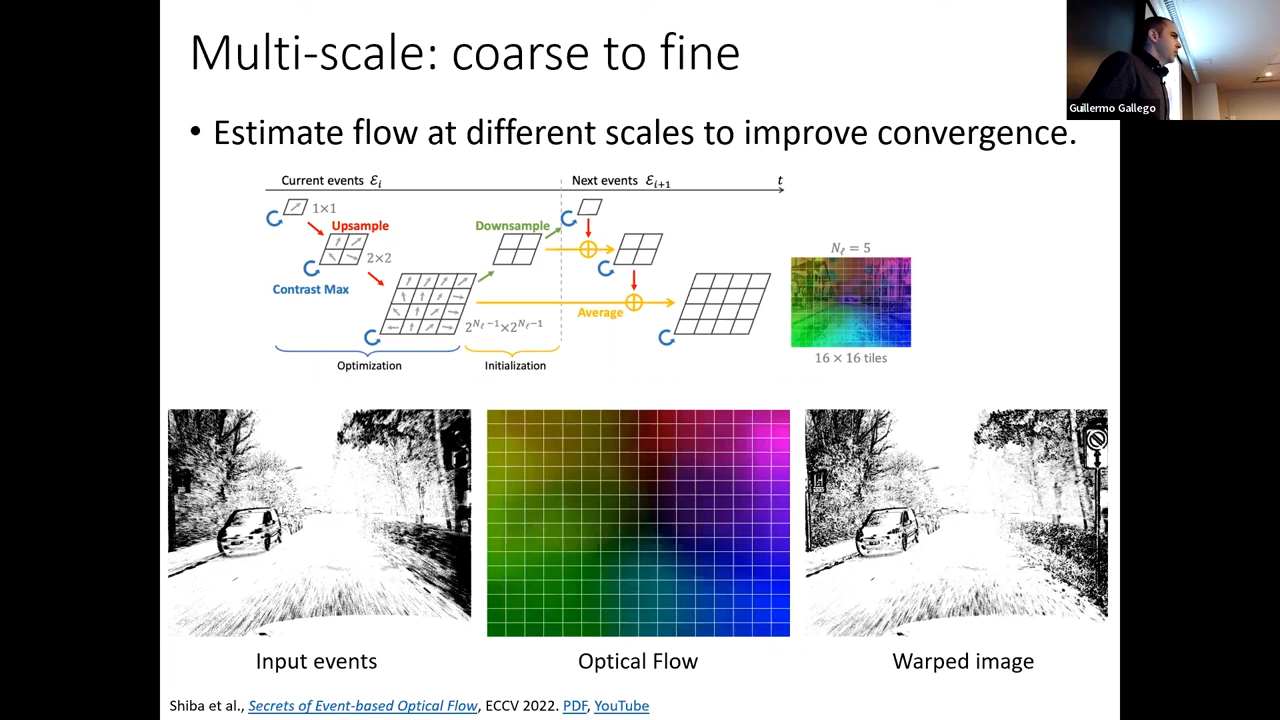 Multi-scale: coarse to fine
Guillermo Gallego
• Estimate flow at different scales to improve convergence.
Current events ℰᵢ
Next events ℰᵢ₊₁
t
1×1
Upsample
Downsample
2×2
Contrast Max
Average
2^{N_ℓ−1}×2^{N_ℓ−1}
Optimization
Initialization
N_ℓ = 5
16 × 16 tiles
Input events
Optical Flow
Warped image
Shiba et al., Secrets of Event-based Optical Flow, ECCV 2022. PDF, YouTube